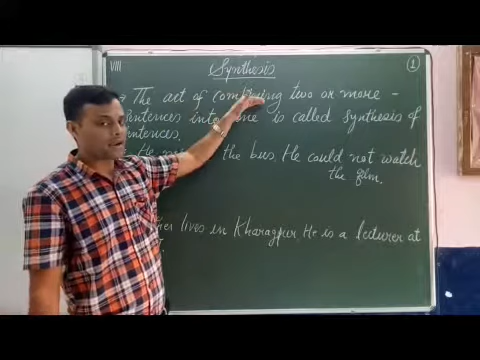 VIII
Synthesis
1
The act of combining two or more -
sentences into one is called synthesis of
sentences.
He the bus. He could not watch
the film.
lives in Kharagpur. He is a lecturer at